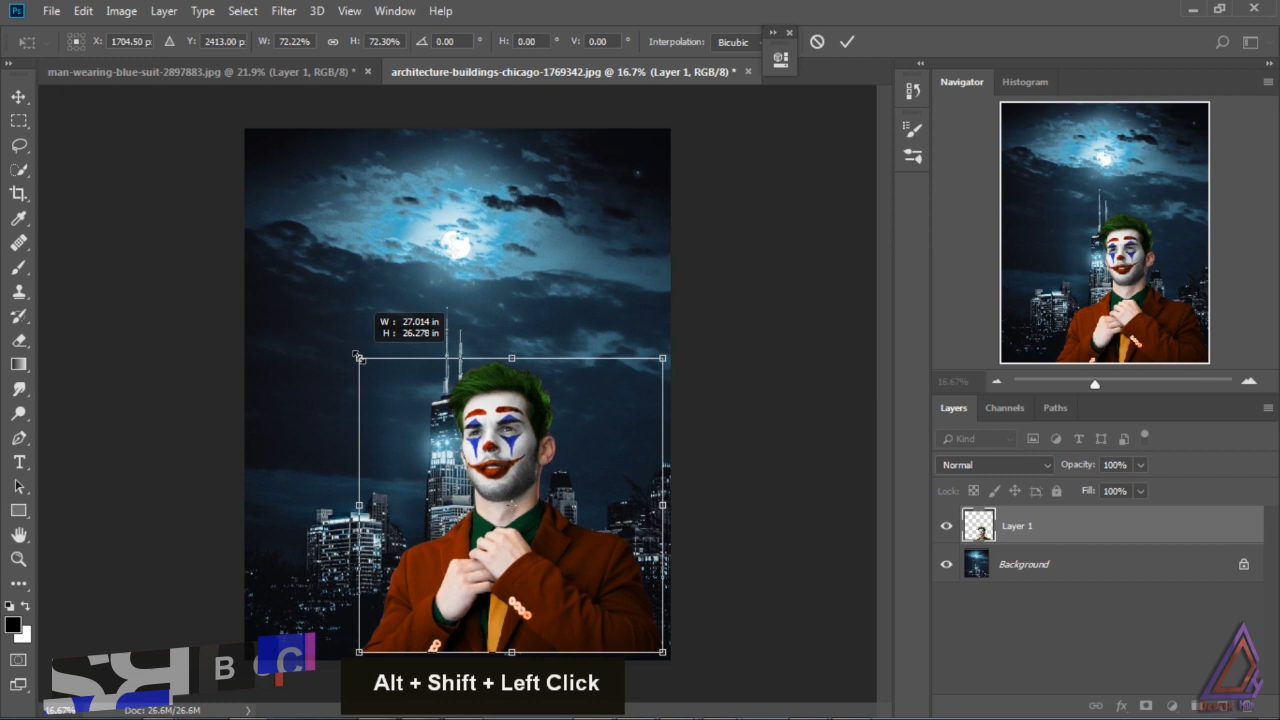 Ps File Edit Image Layer Type Select Filter 3D View Window Help
X: 1704.50 p Y: 2413.00 p W: 72.22% H: 72.30% 0.00 ° H: 0.00 ° V: 0.00 ° Interpolation: Bicubic
man-wearing-blue-suit-2897883.jpg @ 21.9% (Layer 1, RGB/8) * × architecture-buildings-chicago-1769342.jpg @ 16.7% (Layer 1, RGB/8) * ×
Navigator Histogram
W : 27.014 in
H : 26.278 in
16.67%
Layers Channels Paths
Kind
Normal Opacity: 100%
Lock: Fill: 100%
Layer 1
Background
B C
Alt + Shift + Left Click
16.67% Doc: 26.6M/26.6M